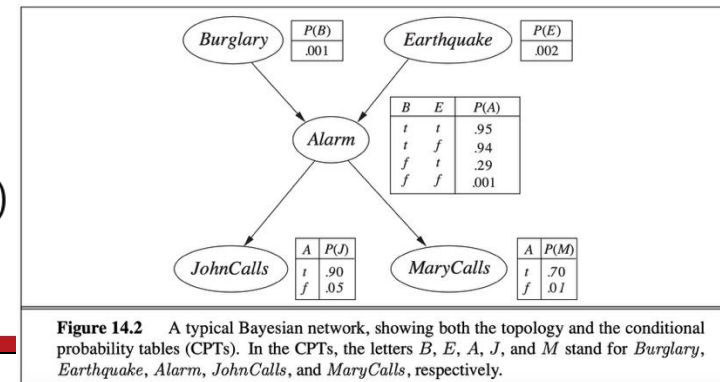 Burglary
P(B)
.001
Earthquake
P(E)
.002
Alarm
B E P(A)
t t .95
t f .94
f t .29
f f .001
JohnCalls
A P(J)
t .90
f .05
MaryCalls
A P(M)
t .70
f .01
)
Figure 14.2 A typical Bayesian network, showing both the topology and the conditional
probability tables (CPTs). In the CPTs, the letters B, E, A, J, and M stand for Burglary,
Earthquake, Alarm, JohnCalls, and MaryCalls, respectively.